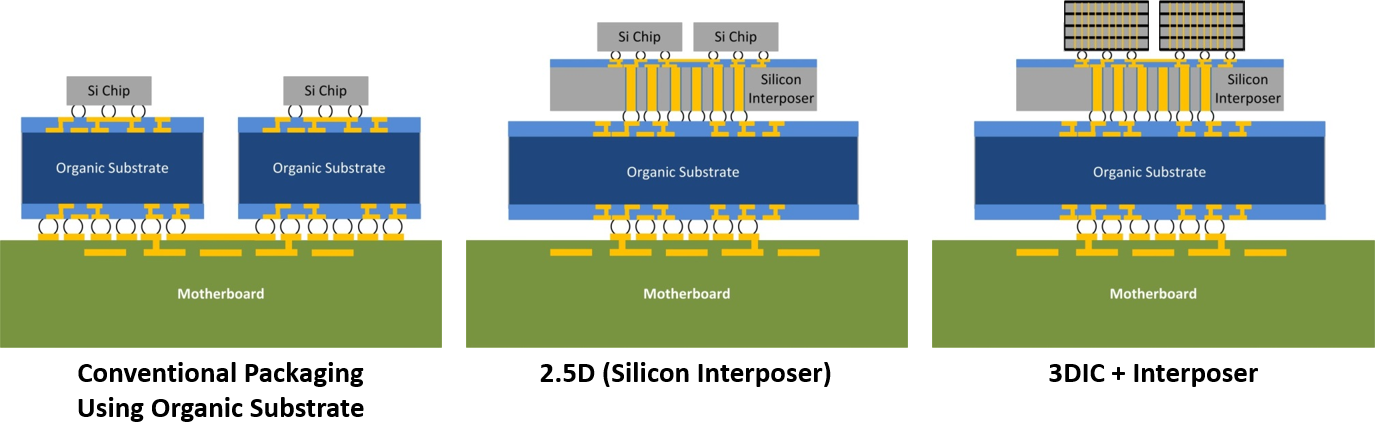 Si Chip
Si Chip
Organic Substrate
Organic Substrate
Motherboard
Conventional Packaging
Using Organic Substrate
Si Chip
Si Chip
Silicon
Interposer
Organic Substrate
Motherboard
2.5D (Silicon Interposer)
Silicon
Interposer
Organic Substrate
Motherboard
3DIC + Interposer